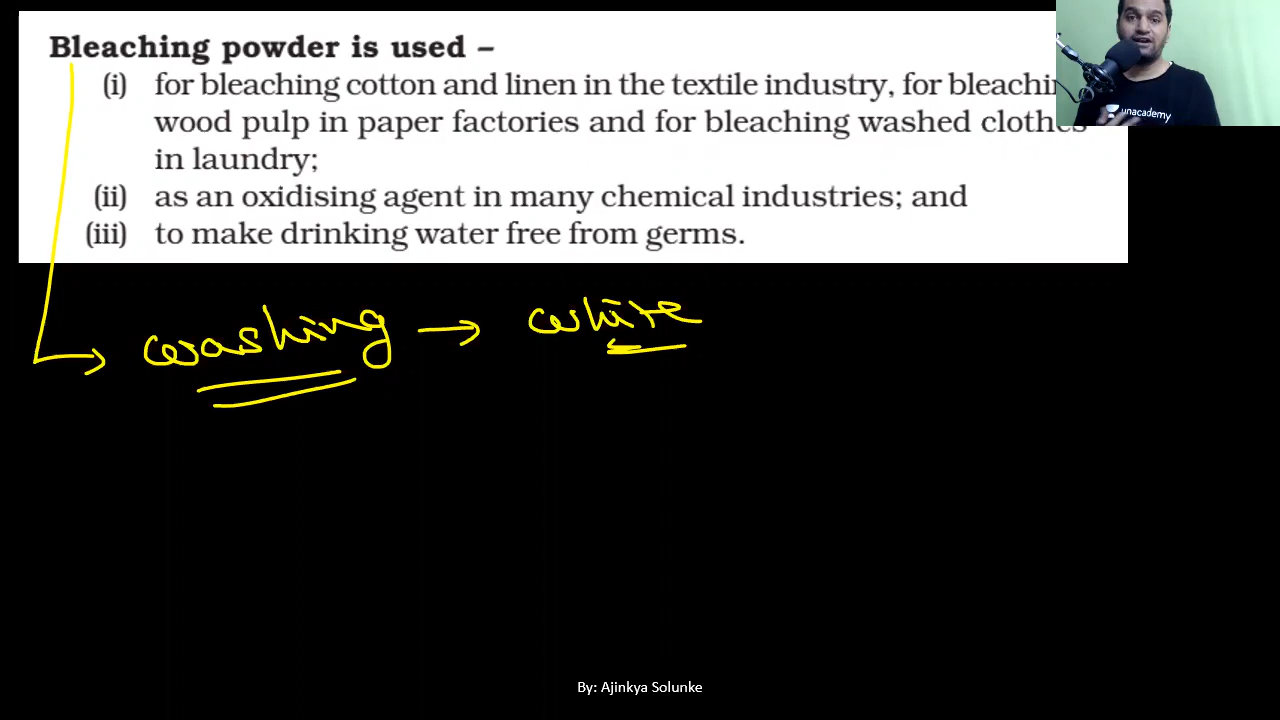 Bleaching powder is used –
(i) for bleaching cotton and linen in the textile industry, for bleachin
wood pulp in paper factories and for bleaching washed clothes
in laundry;
(ii) as an oxidising agent in many chemical industries; and
(iii) to make drinking water free from germs.
unacademy
washing → white
By: Ajinkya Solunke